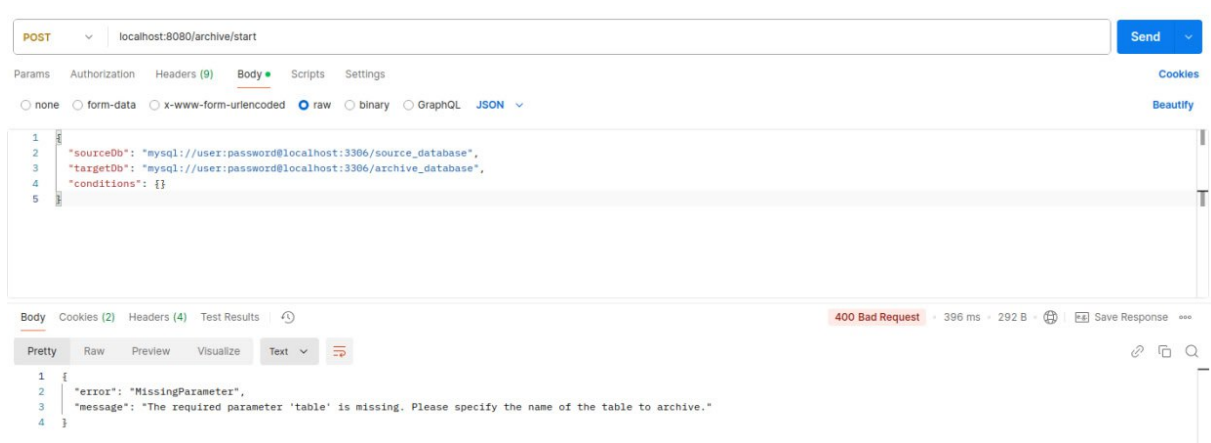 POST localhost:8080/archive/start Send
Params Authorization Headers (9) Body Scripts Settings Cookies
none form-data x-www-form-urlencoded raw binary GraphQL JSON Beautify
1 {
2 "sourceDb": "mysql://user:password@localhost:3306/source_database",
3 "targetDb": "mysql://user:password@localhost:3306/archive_database",
4 "conditions": {}
5 }
Body Cookies (2) Headers (4) Test Results 400 Bad Request 396 ms 292 B Save Response
Pretty Raw Preview Visualize Text
1 {
2 "error": "MissingParameter",
3 "message": "The required parameter 'table' is missing. Please specify the name of the table to archive."
4 }